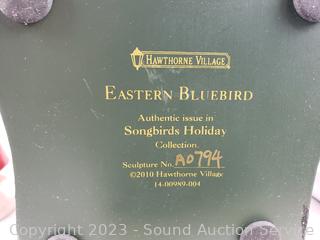 HAWTHORNE VILLAGE
EASTERN BLUEBIRD
Authentic issue in
Songbirds Holiday
Collection.
Sculpture No. A0794
©2010 Hawthorne Village
14-00989-004
Copyright 2023 - Sound Auction Service